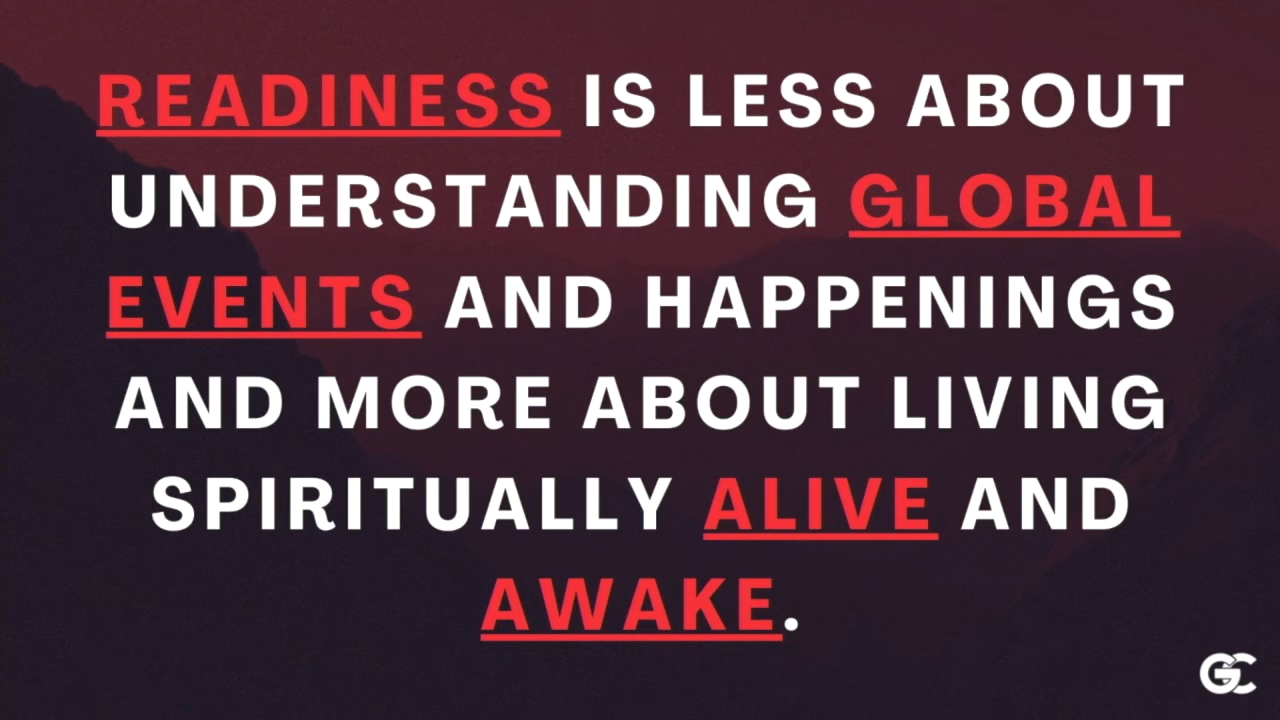 READINESS IS LESS ABOUT
UNDERSTANDING GLOBAL
EVENTS AND HAPPENINGS
AND MORE ABOUT LIVING
SPIRITUALLY ALIVE AND
AWAKE.
GC